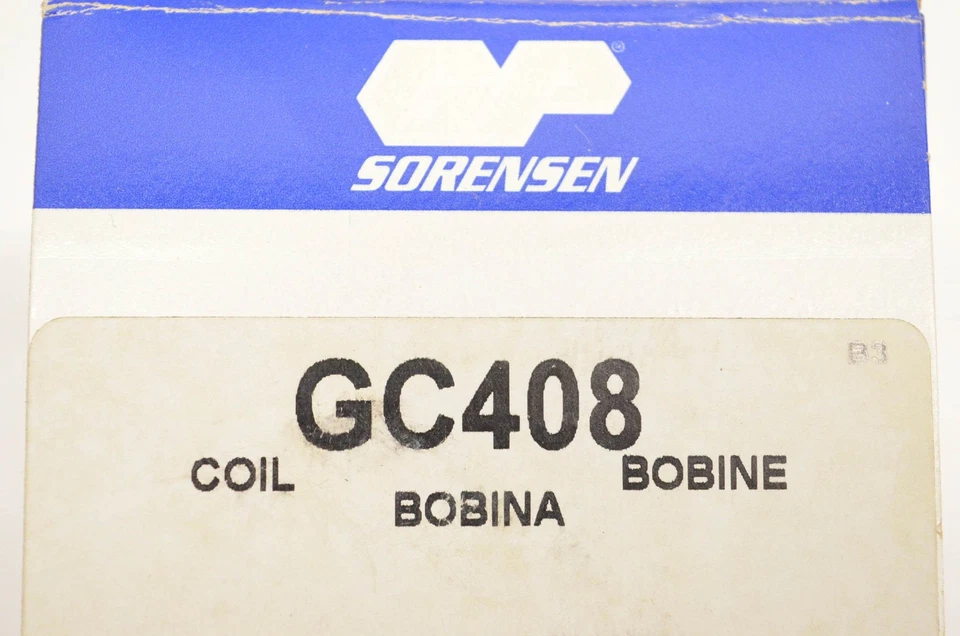 ®
SORENSEN
B3
GC408
COIL BOBINE
BOBINA